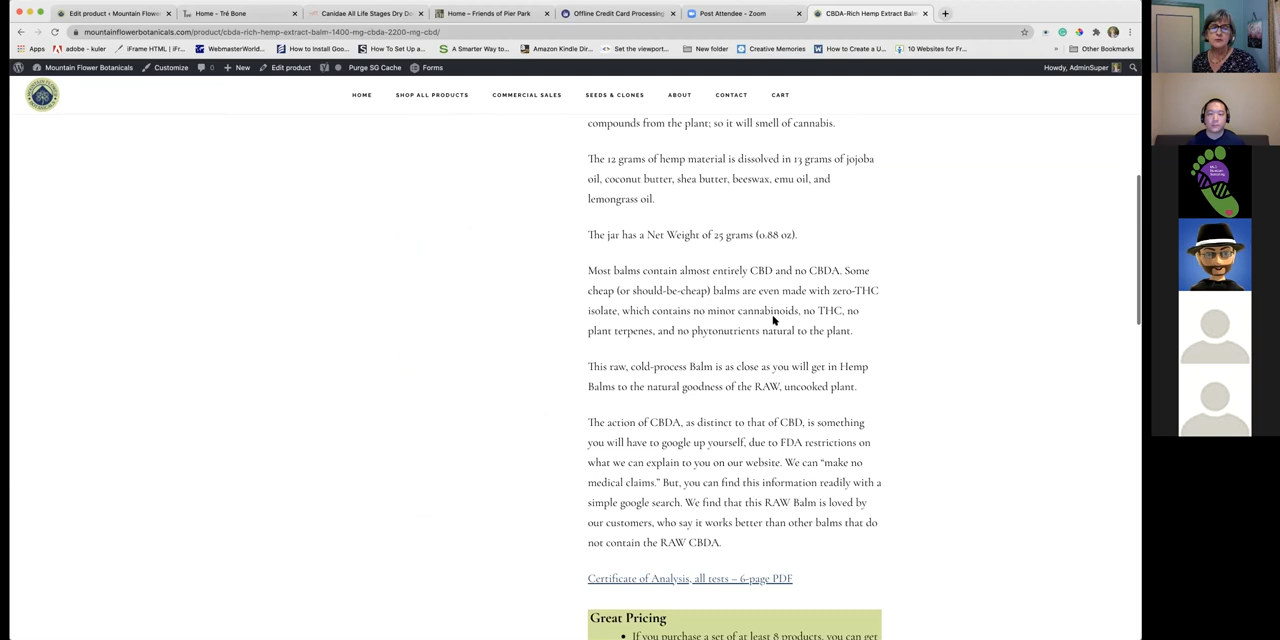 Edit product ‹ Mountain Flower
Home - Tré Bone
Canidae All Life Stages Dry Do
Home – Friends of Pier Park
Offline Credit Card Processing
Post Attendee - Zoom
CBDA-Rich Hemp Extract Balm
mountainflowerbotanicals.com/product/cbda-rich-hemp-extract-balm-1400-mg-cbda-2200-mg-cbd/
Apps
adobe - kuler
iFrame HTML | iFr...
WebmasterWorld...
How to Install Goo...
How To Set up a...
A Smarter Way to...
Amazon Kindle Dir...
Set the viewport...
New folder
Creative Memories
How to Create a U...
10 Websites for Fr...
Other Bookmarks
Mountain Flower Botanicals
Customize
0
New
Edit product
Purge SG Cache
Forms
Howdy, AdminSuper
HOME
SHOP ALL PRODUCTS
COMMERCIAL SALES
SEEDS & CLONES
ABOUT
CONTACT
CART
compounds from the plant; so it will smell of cannabis.
The 12 grams of hemp material is dissolved in 13 grams of jojoba
oil, coconut butter, shea butter, beeswax, emu oil, and
lemongrass oil.
The jar has a Net Weight of 25 grams (0.88 oz).
Most balms contain almost entirely CBD and no CBDA. Some
cheap (or should-be-cheap) balms are even made with zero-THC
isolate, which contains no minor cannabinoids, no THC, no
plant terpenes, and no phytonutrients natural to the plant.
This raw, cold-process Balm is as close as you will get in Hemp
Balms to the natural goodness of the RAW, uncooked plant.
The action of CBDA, as distinct to that of CBD, is something
you will have to google up yourself, due to FDA restrictions on
what we can explain to you on our website. We can “make no
medical claims.” But, you can find this information readily with a
simple google search. We find that this RAW Balm is loved by
our customers, who say it works better than other balms that do
not contain the RAW CBDA.
Certificate of Analysis, all tests – 6-page PDF
Great Pricing
If you purchase a set of at least 8 products, you can get